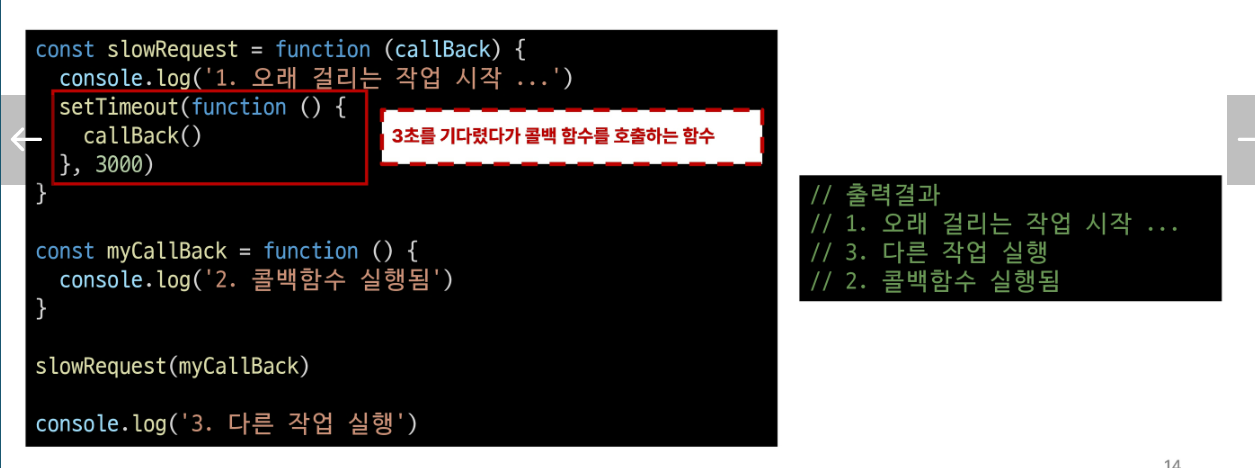 const slowRequest = function (callBack) {
  console.log('1. 오래 걸리는 작업 시작 ...')
  setTimeout(function () {
    callBack()
  }, 3000)
}
3초를 기다렸다가 콜백 함수를 호출하는 함수
const myCallBack = function () {
  console.log('2. 콜백함수 실행됨')
}
slowRequest(myCallBack)
console.log('3. 다른 작업 실행')
// 출력결과
// 1. 오래 걸리는 작업 시작 ...
// 3. 다른 작업 실행
// 2. 콜백함수 실행됨
14